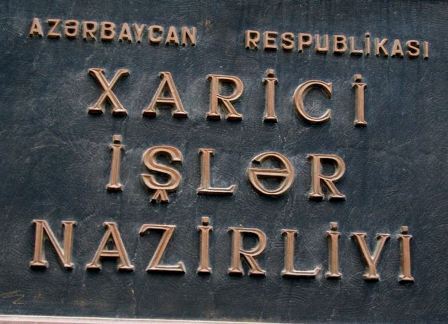 AZƏRBAYCAN RESPUBLİKASI
XARİCİ
İŞLƏR
NAZİRLİYİ